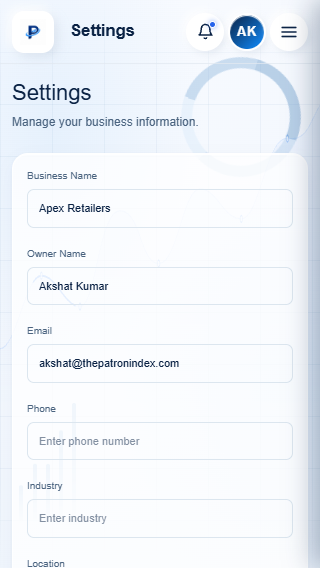 P
Settings
AK
Settings
Manage your business information.
Business Name
Apex Retailers
Owner Name
Akshat Kumar
Email
akshat@thepatronindex.com
Phone
Enter phone number
Industry
Enter industry
Location